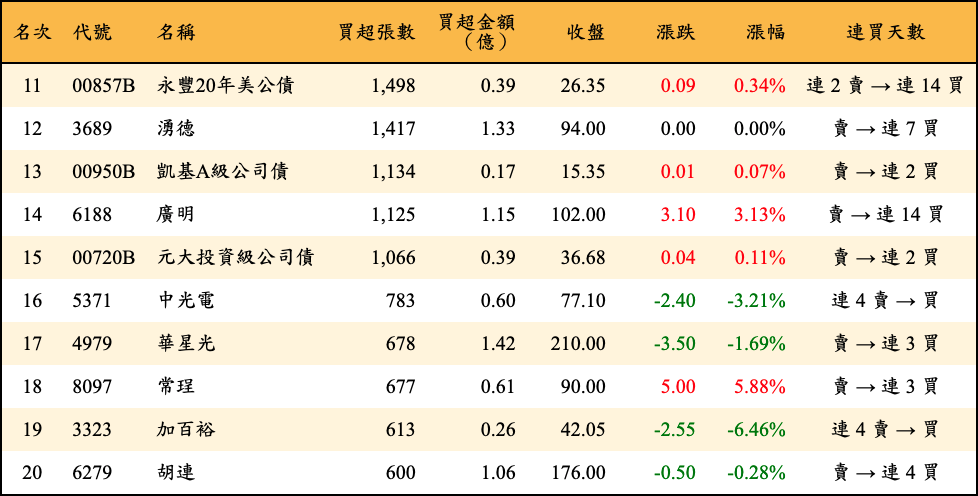 名次 代號 名稱 買超張數 買超金額（億） 收盤 漲跌 漲幅 連買天數
11 00857B 永豐20年美公債 1,498 0.39 26.35 0.09 0.34% 連 2 賣 → 連 14 買
12 3689 湧德 1,417 1.33 94.00 0.00 0.00% 賣 → 連 7 買
13 00950B 凱基A級公司債 1,134 0.17 15.35 0.01 0.07% 賣 → 連 2 買
14 6188 廣明 1,125 1.15 102.00 3.10 3.13% 賣 → 連 14 買
15 00720B 元大投資級公司債 1,066 0.39 36.68 0.04 0.11% 賣 → 連 2 買
16 5371 中光電 783 0.60 77.10 -2.40 -3.21% 連 4 賣 → 買
17 4979 華星光 678 1.42 210.00 -3.50 -1.69% 賣 → 連 3 買
18 8097 常珵 677 0.61 90.00 5.00 5.88% 賣 → 連 3 買
19 3323 加百裕 613 0.26 42.05 -2.55 -6.46% 連 4 賣 → 買
20 6279 胡連 600 1.06 176.00 -0.50 -0.28% 賣 → 連 4 買